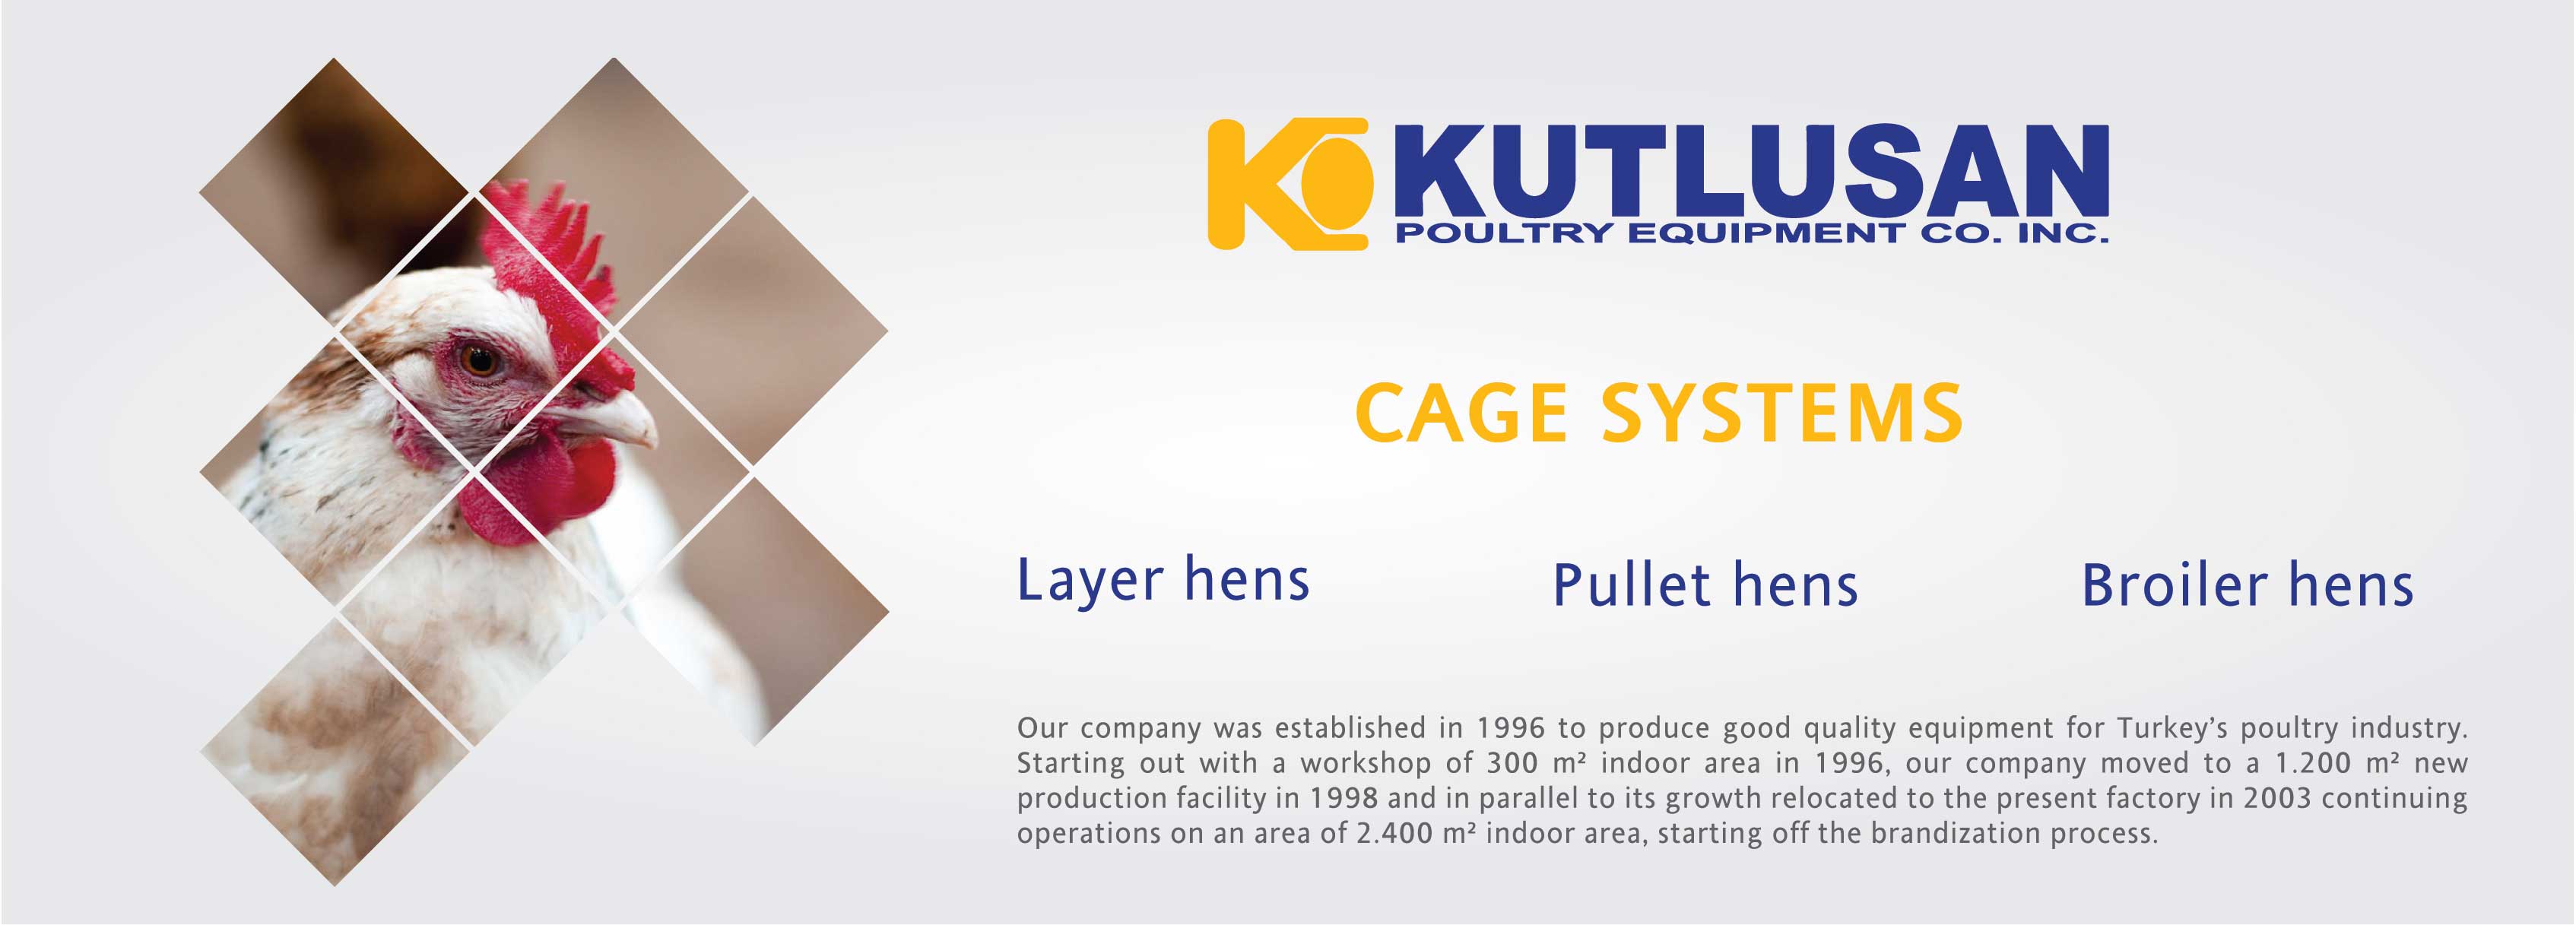 KUTLUSAN
POULTRY EQUIPMENT CO. INC.
CAGE SYSTEMS
Layer hens
Pullet hens
Broiler hens
Our company was established in 1996 to produce good quality equipment for Turkey’s poultry industry.
Starting out with a workshop of 300 m² indoor area in 1996, our company moved to a 1.200 m² new
production facility in 1998 and in parallel to its growth relocated to the present factory in 2003 continuing
operations on an area of 2.400 m² indoor area, starting off the brandization process.